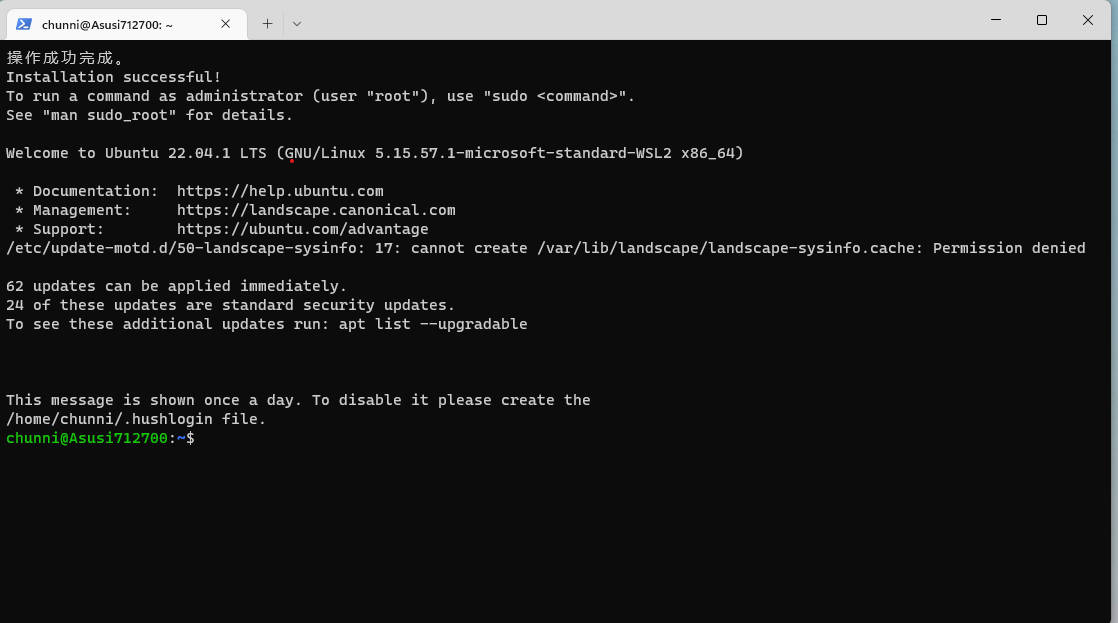 chunni@Asusi712700: ~
操作成功完成。
Installation successful!
To run a command as administrator (user "root"), use "sudo <command>".
See "man sudo_root" for details.
Welcome to Ubuntu 22.04.1 LTS (GNU/Linux 5.15.57.1-microsoft-standard-WSL2 x86_64)
* Documentation:  https://help.ubuntu.com
* Management:     https://landscape.canonical.com
* Support:        https://ubuntu.com/advantage
/etc/update-motd.d/50-landscape-sysinfo: 17: cannot create /var/lib/landscape/landscape-sysinfo.cache: Permission denied
62 updates can be applied immediately.
24 of these updates are standard security updates.
To see these additional updates run: apt list --upgradable
This message is shown once a day. To disable it please create the
/home/chunni/.hushlogin file.
chunni@Asusi712700:~$